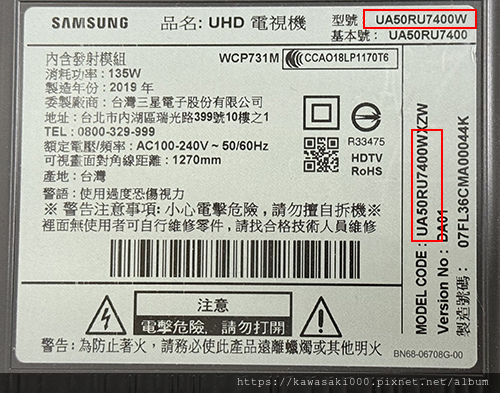 SAMSUNG 品名: UHD 電視機 型號: UA50RU7400W
基本號: UA50RU7400
內含發射模組 WCP731M CCAO18LP1170T6
消耗功率: 135W
製造年份: 2019 年
委製廠商: 台灣三星電子股份有限公司
地址: 台北市內湖區瑞光路399號10樓之1
TEL : 0800-329-999
額定電壓/頻率: AC100-240V~ 50/60Hz
可視畫面對角線距離: 1270mm
產地: 台灣
R33475
HDTV
RoHS
警語: 使用過度恐傷視力
※ 警告注意事項: 小心電擊危險, 請勿擅自拆機 ※
裡面無使用者可自行維修零件, 請找合格技術人員維修
注意
電擊危險, 請勿打開
警告: 為防止著火, 請務必使此產品遠離蠟燭或其他明火
BN68-06708G-00
MODEL CODE : UA50RU7400WXZW
Version No : DA01
製造號碼: 07FL36CMA00044K
https://kawasaki000.pixnet.net/album